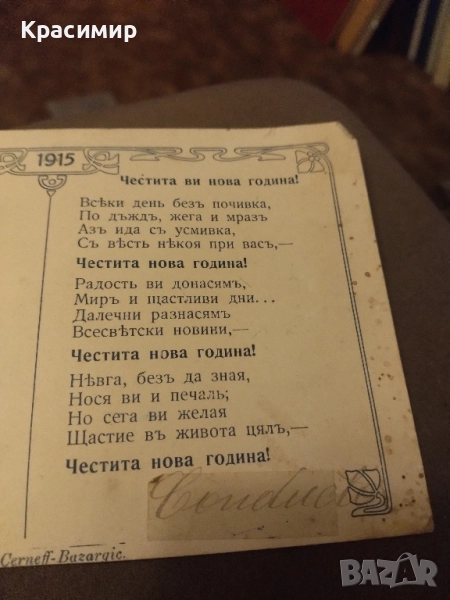 Красимир
1915
Честита ви нова година!
Всѣки день безъ почивка,
По дъждъ, жега и мразъ
Азъ ида съ усмивка,
Съ вѣсть нѣкоя при васъ,—
Честита нова година!
Радость ви донасямъ,
Миръ и щастливи дни...
Далечни разнасямъ
Всесвѣтски новини,—
Честита нова година!
Нѣвга, безъ да зная,
Нося ви и печаль;
Но сега ви желая
Щастие въ живота цялъ,—
Честита нова година!
Cerneff-Bazargic.
BAZAR